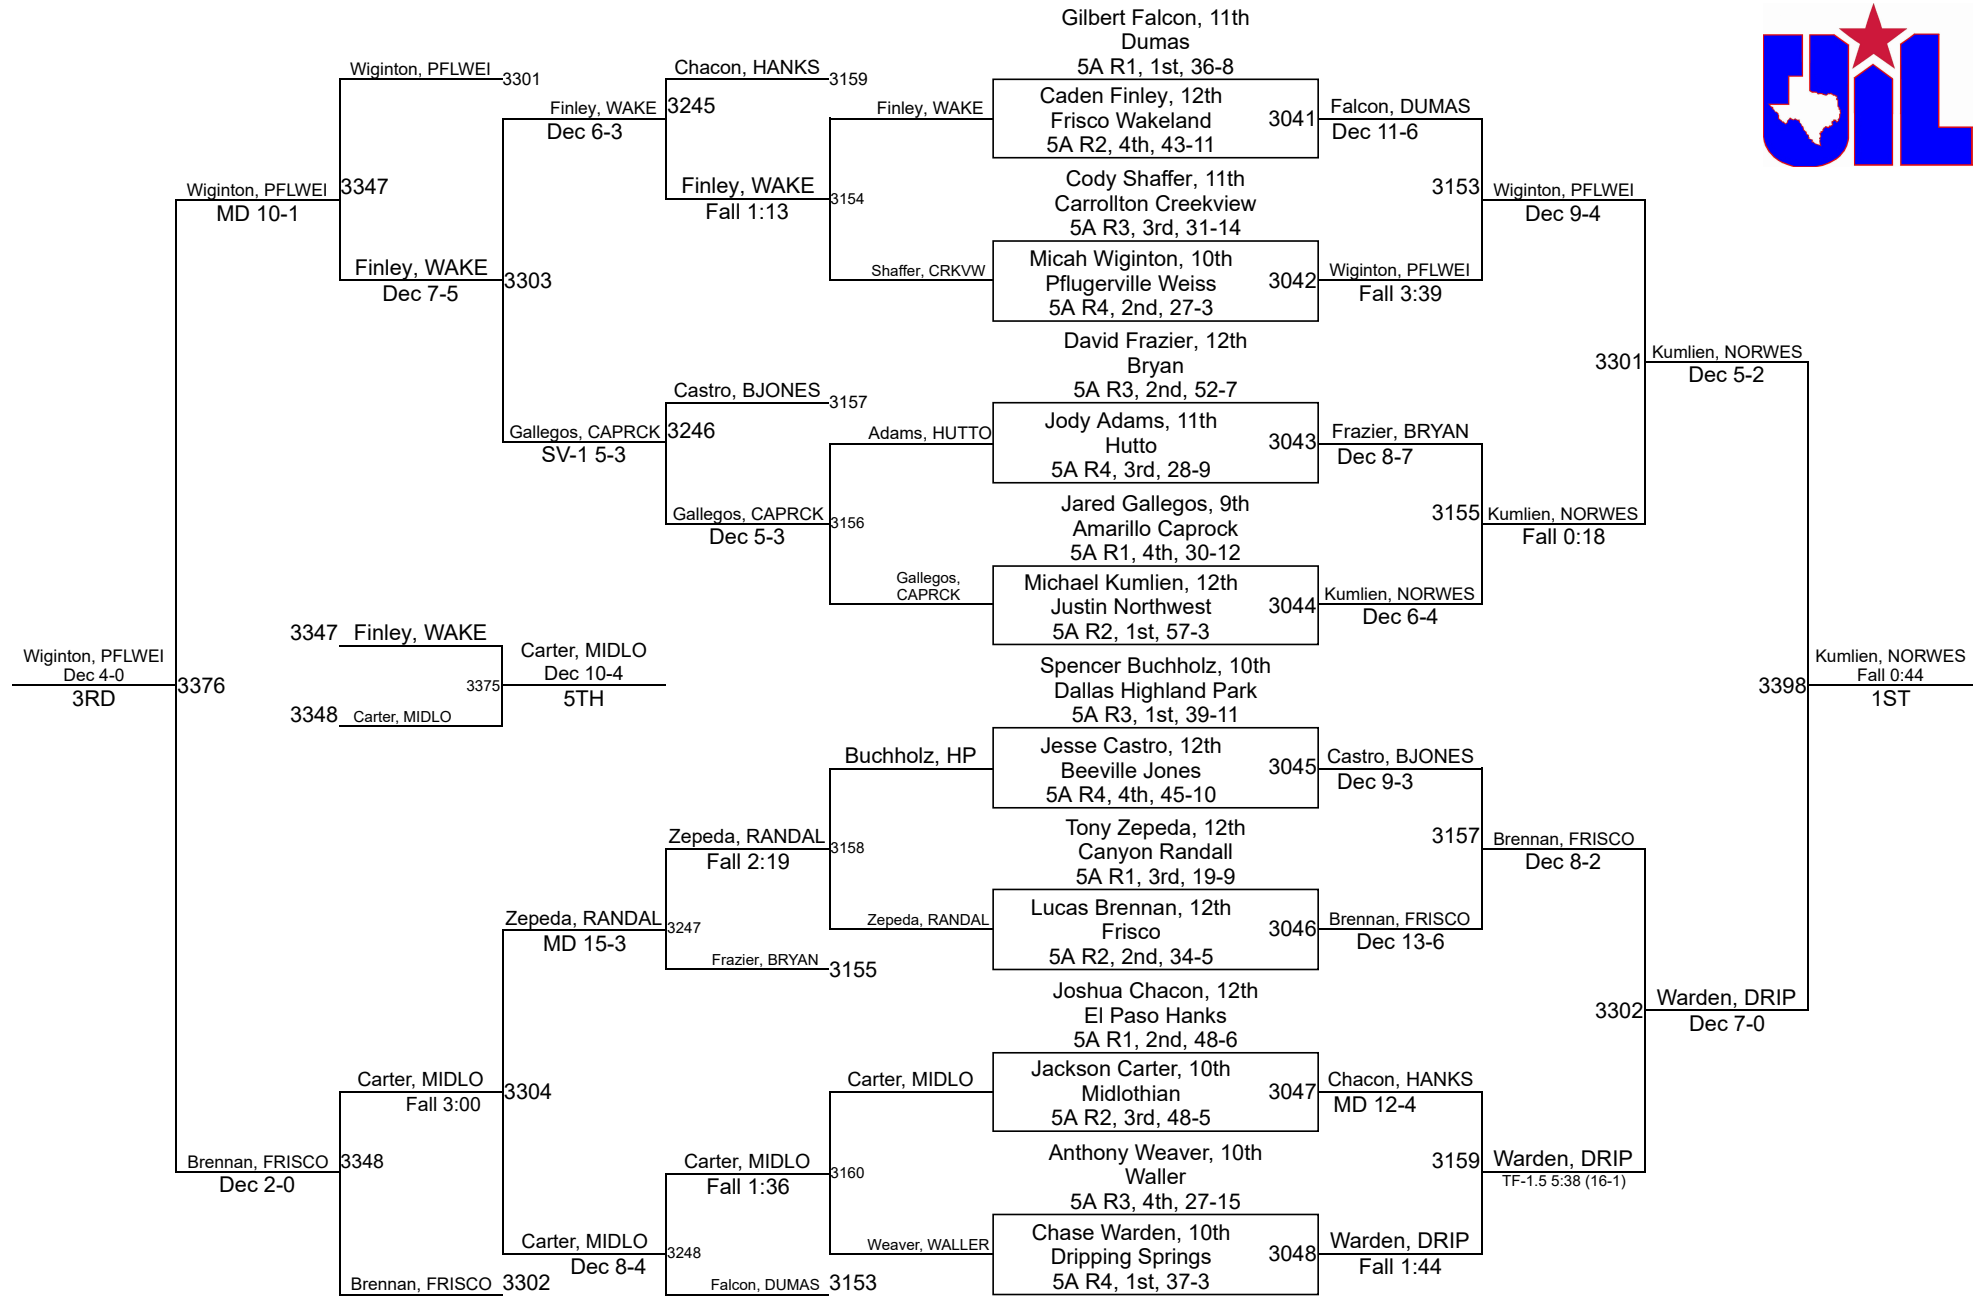 Gilbert Falcon, 11th
Dumas
5A R1, 1st, 36-8
UIL
Wiginton, PFLWEI 3301
Chacon, HANKS 3159
Finley, WAKE 3245
Dec 6-3
Finley, WAKE
Caden Finley, 12th
Frisco Wakeland 3041
5A R2, 4th, 43-11
Falcon, DUMAS
Dec 11-6
Wiginton, PFLWEI 3347
MD 10-1
Finley, WAKE 3154
Fall 1:13
Cody Shaffer, 11th
Carrollton Creekview
5A R3, 3rd, 31-14
3153 Wiginton, PFLWEI
Dec 9-4
Finley, WAKE 3303
Dec 7-5
Shaffer, CRKVW
Micah Wiginton, 10th
Pflugerville Weiss 3042
5A R4, 2nd, 27-3
Wiginton, PFLWEI
Fall 3:39
David Frazier, 12th
Bryan
5A R3, 2nd, 52-7
3301 Kumlien, NORWES
Dec 5-2
Castro, BJONES 3157
Gallegos, CAPRCK 3246
SV-1 5-3
Adams, HUTTO
Jody Adams, 11th
Hutto 3043
5A R4, 3rd, 28-9
Frazier, BRYAN
Dec 8-7
Gallegos, CAPRCK 3156
Dec 5-3
Jared Gallegos, 9th
Amarillo Caprock
5A R1, 4th, 30-12
3155 Kumlien, NORWES
Fall 0:18
Gallegos,
CAPRCK
Michael Kumlien, 12th
Justin Northwest 3044
5A R2, 1st, 57-3
Kumlien, NORWES
Dec 6-4
3347 Finley, WAKE
Wiginton, PFLWEI
Dec 4-0
3RD
3376
3375
Carter, MIDLO
Dec 10-4
5TH
3348 Carter, MIDLO
Spencer Buchholz, 10th
Dallas Highland Park
5A R3, 1st, 39-11
3398
Kumlien, NORWES
Fall 0:44
1ST
Buchholz, HP
Jesse Castro, 12th
Beeville Jones 3045
5A R4, 4th, 45-10
Castro, BJONES
Dec 9-3
Zepeda, RANDAL 3158
Fall 2:19
Tony Zepeda, 12th
Canyon Randall
5A R1, 3rd, 19-9
3157 Brennan, FRISCO
Dec 8-2
Zepeda, RANDAL 3247
MD 15-3
Zepeda, RANDAL
Lucas Brennan, 12th
Frisco 3046
5A R2, 2nd, 34-5
Brennan, FRISCO
Dec 13-6
Frazier, BRYAN 3155
Joshua Chacon, 12th
El Paso Hanks
5A R1, 2nd, 48-6
3302 Warden, DRIP
Dec 7-0
Carter, MIDLO 3304
Fall 3:00
Carter, MIDLO
Jackson Carter, 10th
Midlothian 3047
5A R2, 3rd, 48-5
Chacon, HANKS
MD 12-4
Brennan, FRISCO 3348
Dec 2-0
Carter, MIDLO 3160
Fall 1:36
Anthony Weaver, 10th
Waller
5A R3, 4th, 27-15
3159 Warden, DRIP
TF-1.5 5:38 (16-1)
Carter, MIDLO 3248
Dec 8-4
Weaver, WALLER
Chase Warden, 10th
Dripping Springs 3048
5A R4, 1st, 37-3
Warden, DRIP
Fall 1:44
Brennan, FRISCO 3302
Falcon, DUMAS 3153